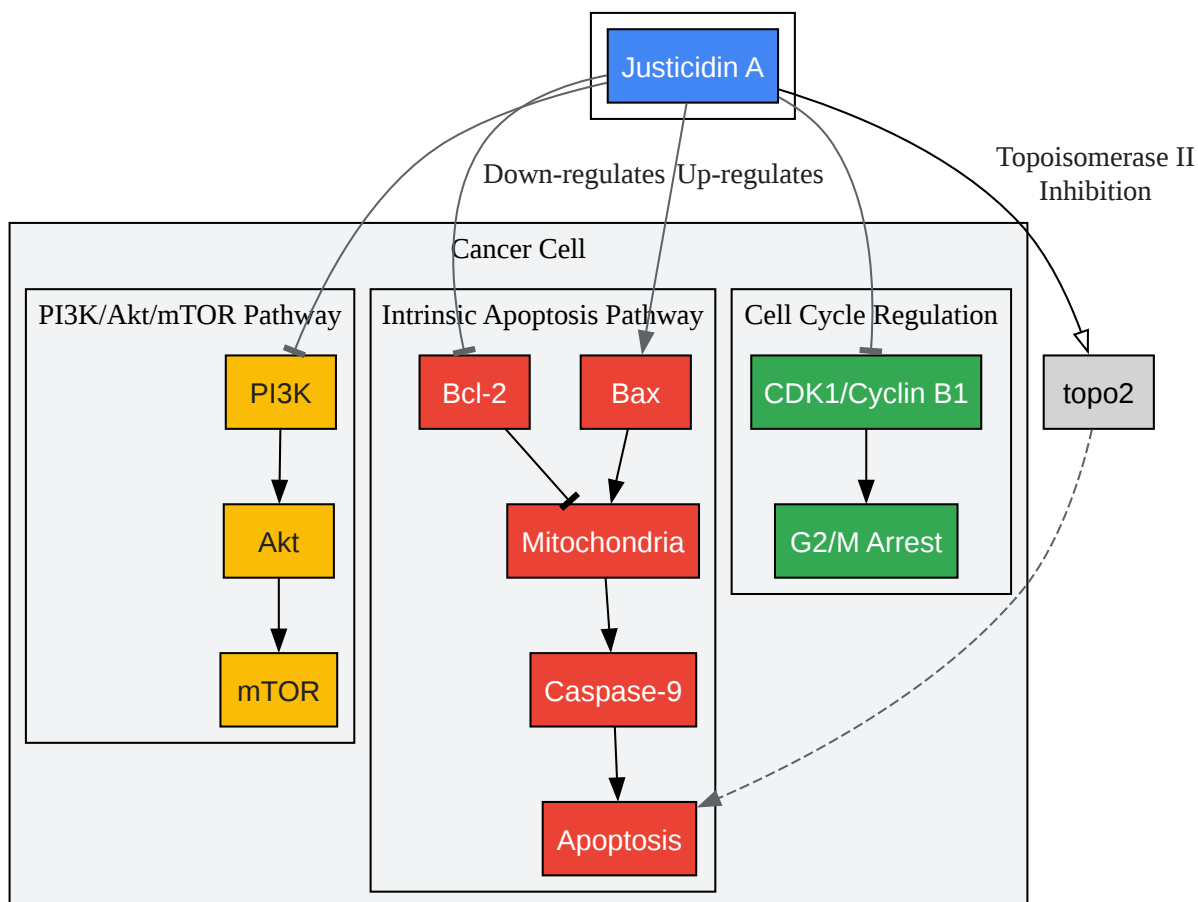 Justicidin A
Topoisomerase II
Inhibition
Down-regulates
Up-regulates
Cancer Cell
PI3K/Akt/mTOR Pathway
Intrinsic Apoptosis Pathway
Cell Cycle Regulation
PI3K
Bcl-2
Bax
CDK1/Cyclin B1
topo2
Akt
Mitochondria
G2/M Arrest
mTOR
Caspase-9
Apoptosis